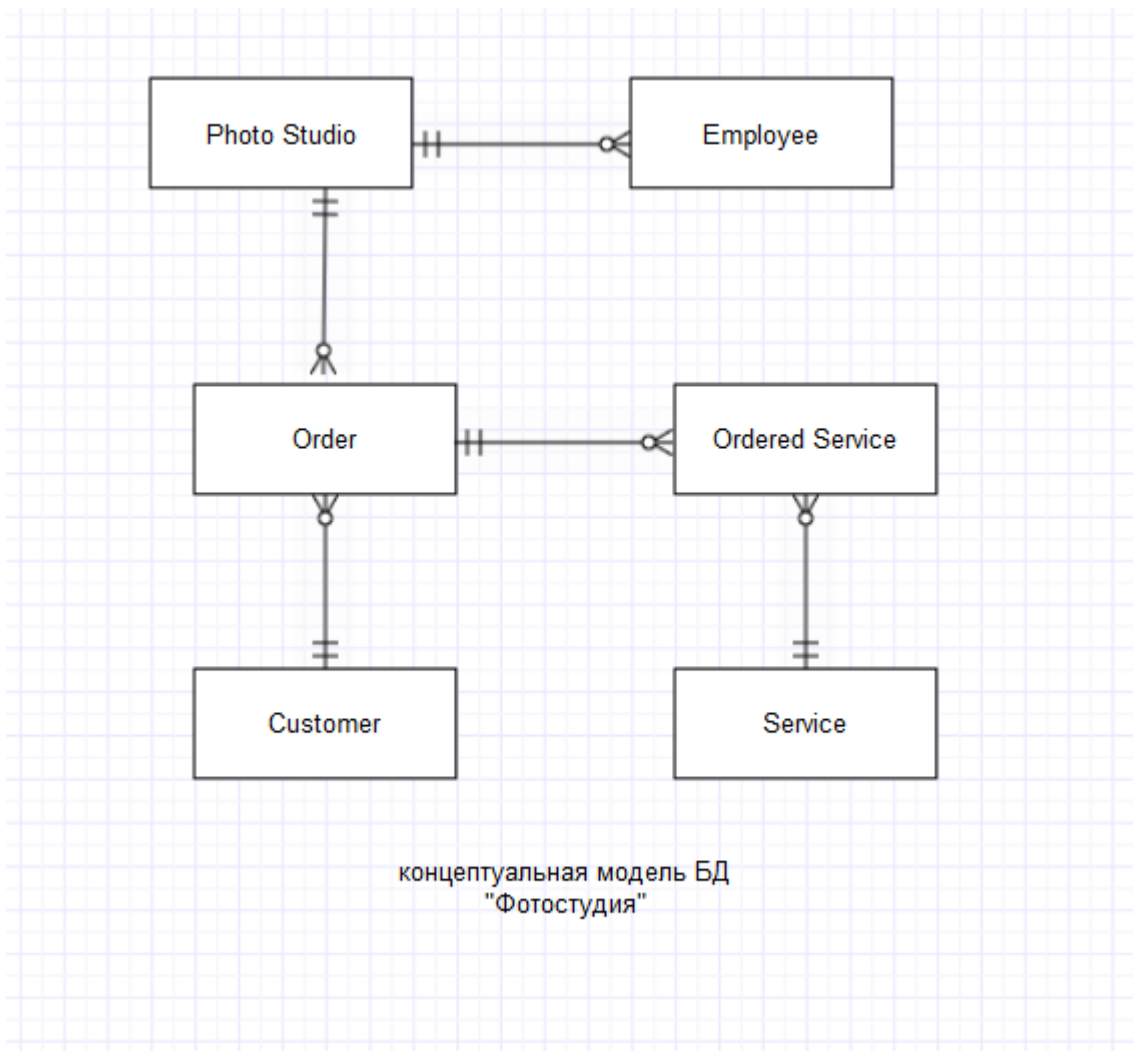 Photo Studio
Employee
Order
Ordered Service
Customer
Service
концептуальная модель БД
"Фотостудия"